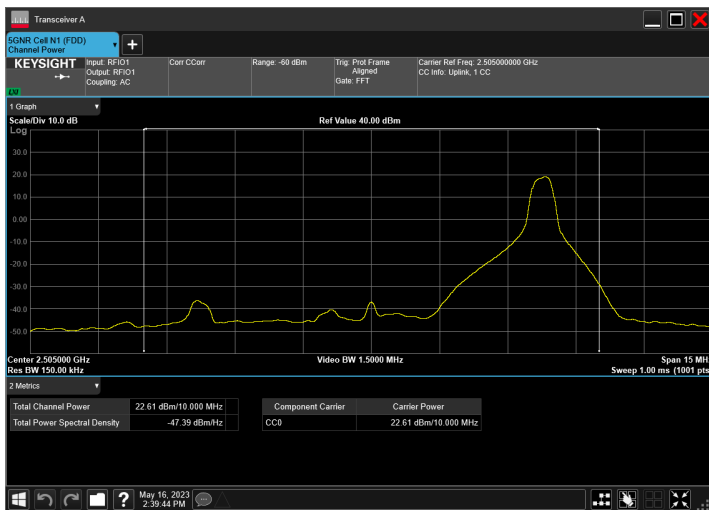 Transceiver A
5GNR Cell N1 (FDD)
Channel Power
KEYSIGHT
Input: RFIO1
Output: RFIO1
Coupling: AC
Corr CCorr
Range: -60 dBm
Trig: Prot Frame
Aligned
Gate: FFT
Carrier Ref Freq: 2.505000000 GHz
CC Info: Uplink, 1 CC
1 Graph
Scale/Div 10.0 dB
Ref Value 40.00 dBm
Log
30.0
20.0
10.0
0.00
-10.0
-20.0
-30.0
-40.0
-50.0
Center 2.505000 GHz
Video BW 1.5000 MHz
Span 15 MH
Res BW 150.00 kHz
Sweep 1.00 ms (1001 pts
2 Metrics
Total Channel Power 22.61 dBm/10.000 MHz
Total Power Spectral Density -47.39 dBm/Hz
Component Carrier Carrier Power
CC0 22.61 dBm/10.000 MHz
?
May 16, 2023
2:39:44 PM